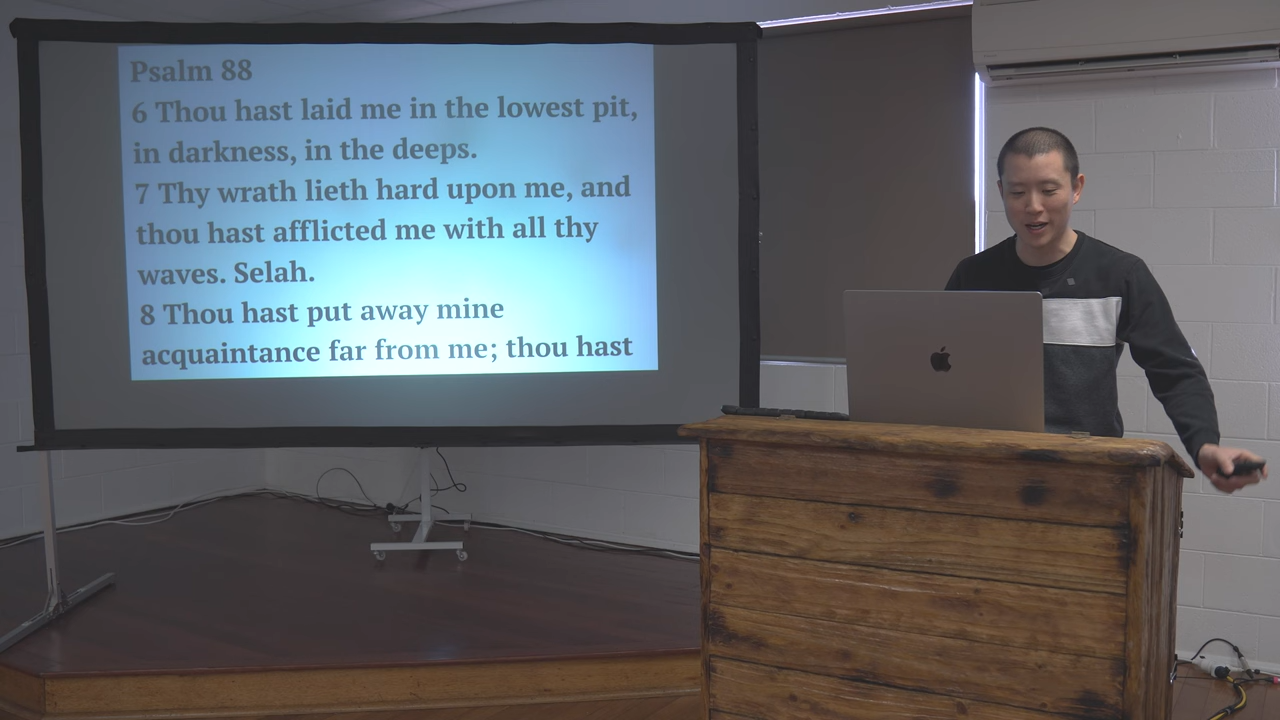 Psalm 88
6 Thou hast laid me in the lowest pit,
in darkness, in the deeps.
7 Thy wrath lieth hard upon me, and
thou hast afflicted me with all thy
waves. Selah.
8 Thou hast put away mine
acquaintance far from me; thou hast